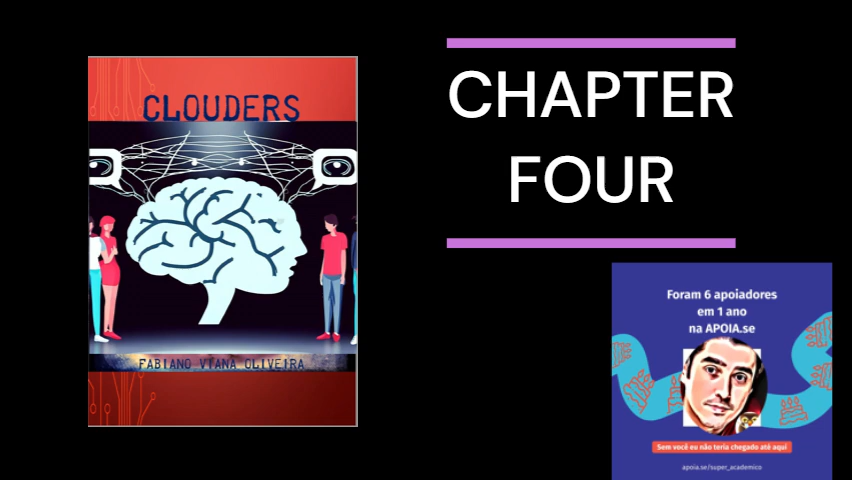 CLOUDERS
FABIANO VIANA OLIVEIRA
CHAPTER
FOUR
Foram 6 apoiadores
em 1 ano
na APOIA.se
Sem você eu não teria chegado até aqui
apoia.se/super_academico